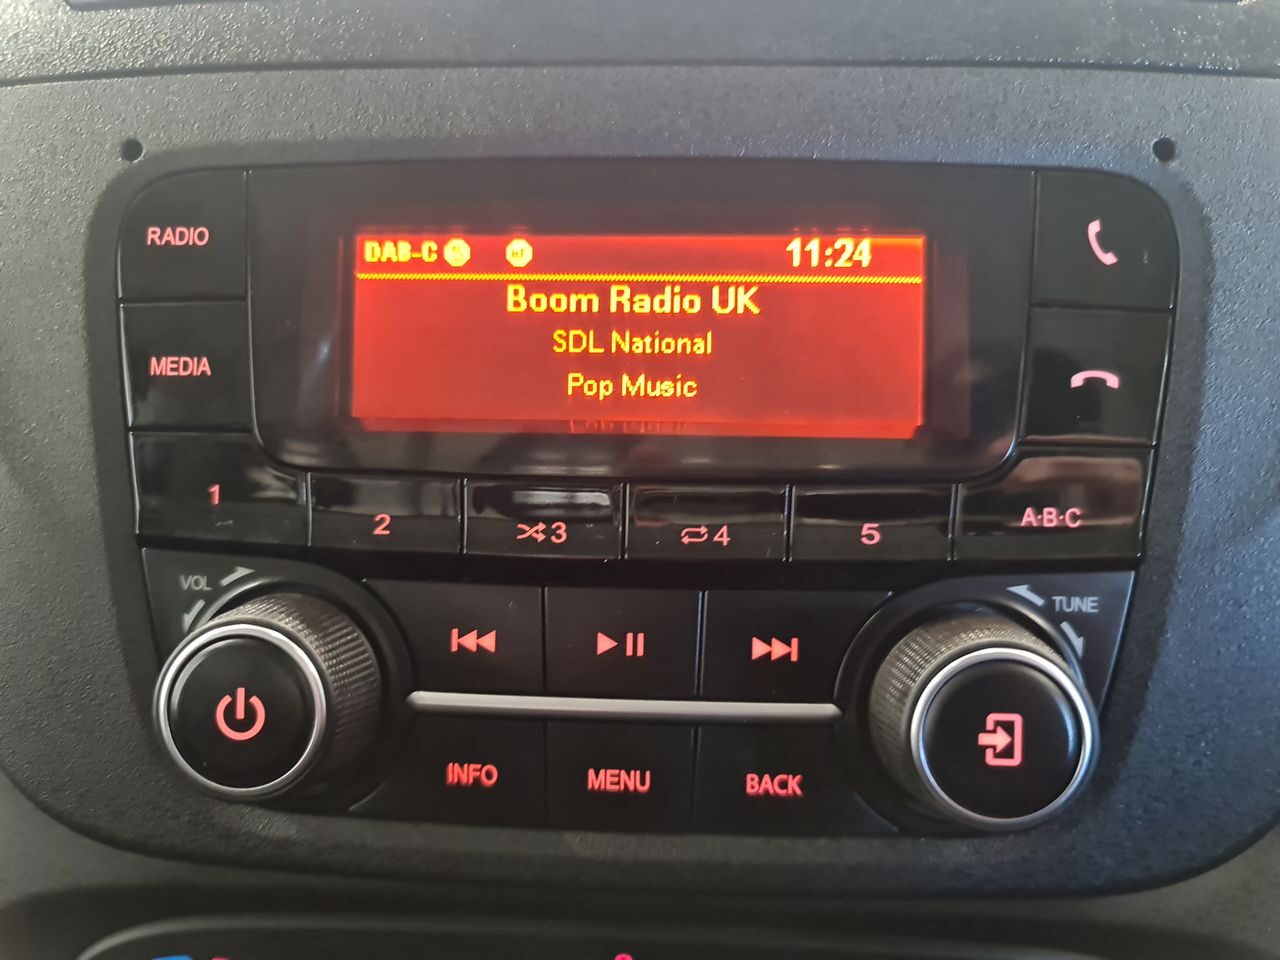 RADIO
DAB-C
11:24
Boom Radio UK
SDL National
Pop Music
MEDIA
1
2
3
4
5
A·B·C
VOL
TUNE
INFO
MENU
BACK